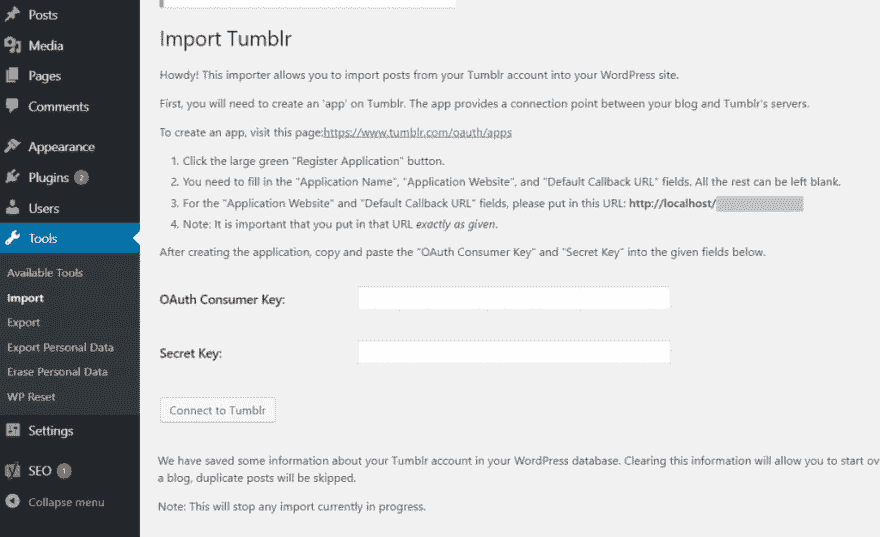 Posts
Media
Pages
Comments
Appearance
Plugins 2
Users
Tools
Available Tools
Import
Export
Export Personal Data
Erase Personal Data
WP Reset
Settings
SEO 1
Collapse menu
Import Tumblr
Howdy! This importer allows you to import posts from your Tumblr account into your WordPress site.
First, you will need to create an 'app' on Tumblr. The app provides a connection point between your blog and Tumblr's servers.
To create an app, visit this page:https://www.tumblr.com/oauth/apps
1. Click the large green "Register Application" button.
2. You need to fill in the "Application Name", "Application Website", and "Default Callback URL" fields. All the rest can be left blank.
3. For the "Application Website" and "Default Callback URL" fields, please put in this URL: http://localhost/
4. Note: It is important that you put in that URL exactly as given.
After creating the application, copy and paste the "OAuth Consumer Key" and "Secret Key" into the given fields below.
OAuth Consumer Key:
Secret Key:
Connect to Tumblr
We have saved some information about your Tumblr account in your WordPress database. Clearing this information will allow you to start ov
a blog, duplicate posts will be skipped.
Note: This will stop any import currently in progress.